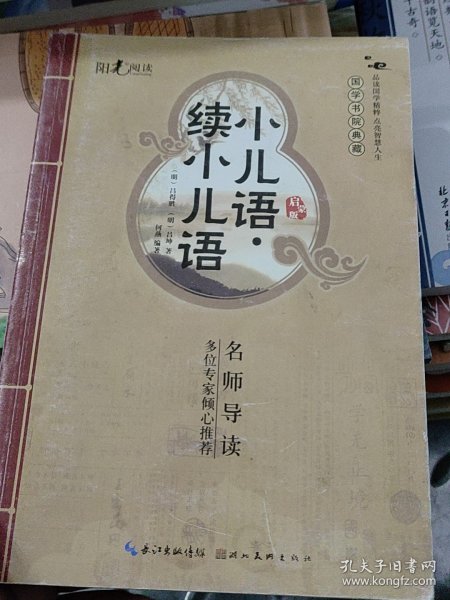 阳光阅读
品读国学精粹 点亮智慧人生
国学书院典藏
小儿语·
续小儿语
启蒙版
（明）吕得胜 （明）吕坤 著
何燕 编著
名师导读
多位专家倾心推荐
长江出版传媒
湖北美术出版社
孔夫子旧书网
www.kongfz.com